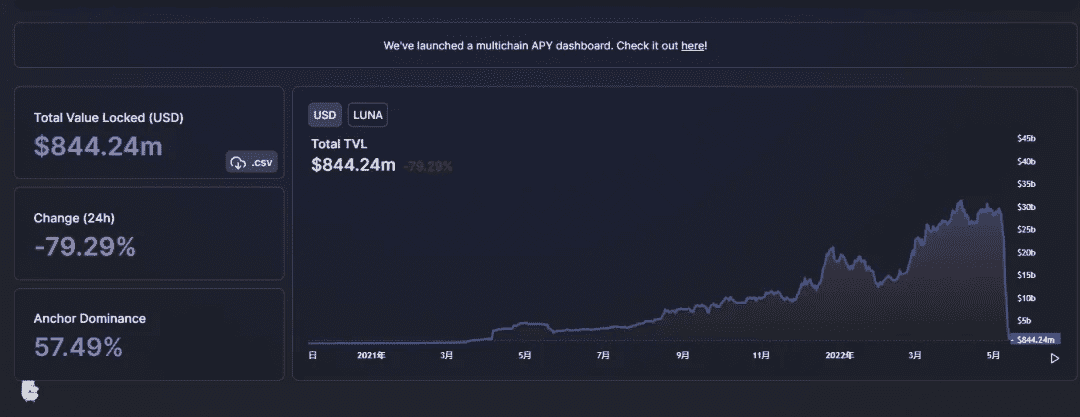 We've launched a multichain APY dashboard. Check it out here!
Total Value Locked (USD)
$844.24m
.csv
Change (24h)
-79.29%
Anchor Dominance
57.49%
USD LUNA
Total TVL
$844.24m -79.29%
$45b
$40b
$35b
$30b
$25b
$20b
$15b
$10b
$5b
$844.24m
日 2021年 3月 5月 7月 9月 11月 2022年 3月 5月